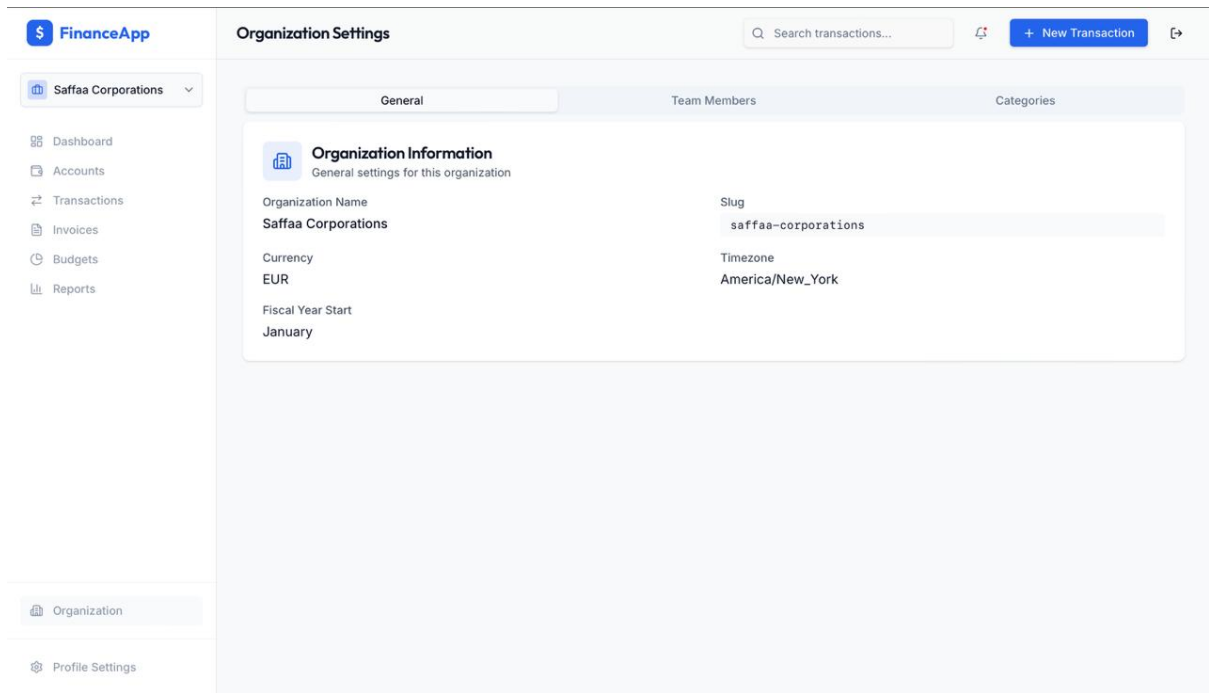 $ FinanceApp
Organization Settings
Search transactions...
+ New Transaction
Saffaa Corporations
Dashboard
Accounts
Transactions
Invoices
Budgets
Reports
General
Team Members
Categories
Organization Information
General settings for this organization
Organization Name
Saffaa Corporations
Slug
saffaa-corporations
Currency
EUR
Timezone
America/New_York
Fiscal Year Start
January
Organization
Profile Settings